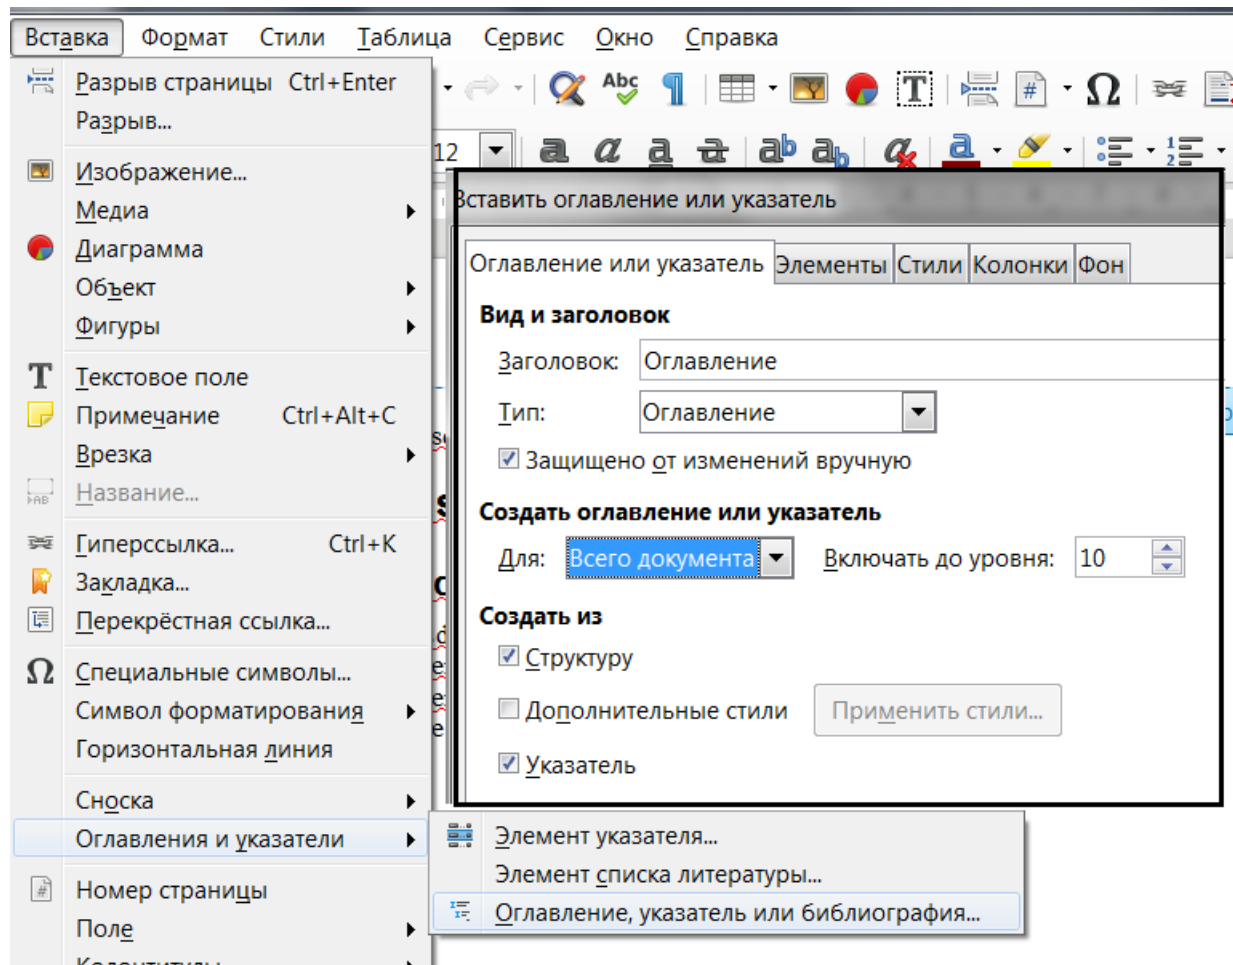 Вставка Формат Стили Таблица Сервис Окно Справка
Разрыв страницы Ctrl+Enter
Разрыв...
Изображение...
Медиа
Диаграмма
Объект
Фигуры
Текстовое поле
Примечание Ctrl+Alt+C
Врезка
Название...
Гиперссылка... Ctrl+K
Закладка...
Перекрёстная ссылка...
Специальные символы...
Символ форматирования
Горизонтальная линия
Сноска
Оглавления и указатели
Номер страницы
Поле
Abc
12
Вставить оглавление или указатель
Оглавление или указатель Элементы Стили Колонки Фон
Вид и заголовок
Заголовок: Оглавление
Тип: Оглавление
Защищено от изменений вручную
Создать оглавление или указатель
Для: Всего документа Включать до уровня: 10
Создать из
Структуру
Дополнительные стили Применить стили...
Указатель
Элемент указателя...
Элемент списка литературы...
Оглавление, указатель или библиография...